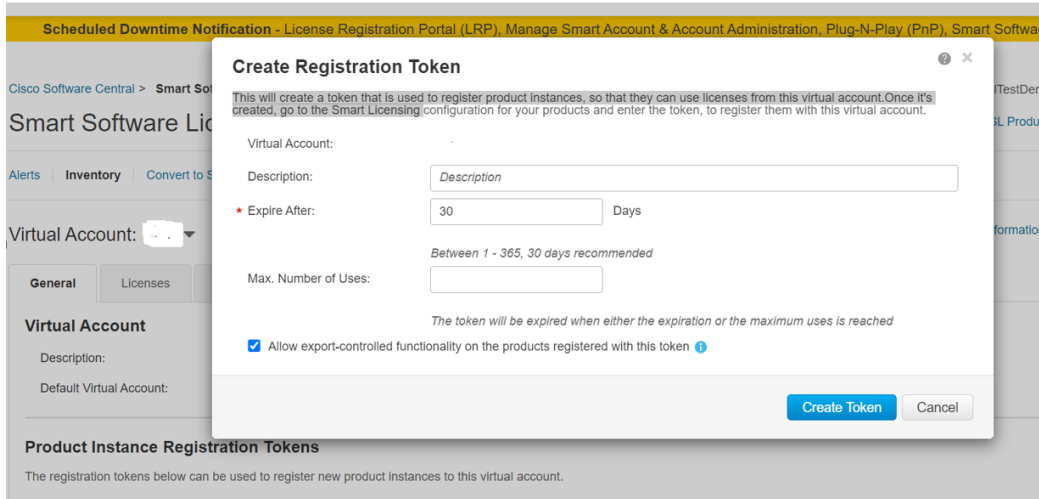 Scheduled Downtime Notification - License Registration Portal (LRP), Manage Smart Account & Account Administration, Plug-N-Play (PnP), Smart Softwa
Create Registration Token
Cisco Software Central > Smart Sof
lTestDem
This will create a token that is used to register product instances, so that they can use licenses from this virtual account.Once it's
created, go to the Smart Licensing configuration for your products and enter the token, to register them with this virtual account.
Smart Software Lic
SL Produ
Virtual Account:
Alerts Inventory Convert to S
Description: Description
* Expire After: 30 Days
Virtual Account:
formatio
Between 1 - 365, 30 days recommended
Max. Number of Uses:
General Licenses
The token will be expired when either the expiration or the maximum uses is reached
Virtual Account
Allow export-controlled functionality on the products registered with this token
Description:
Default Virtual Account:
Create Token Cancel
Product Instance Registration Tokens
The registration tokens below can be used to register new product instances to this virtual account.